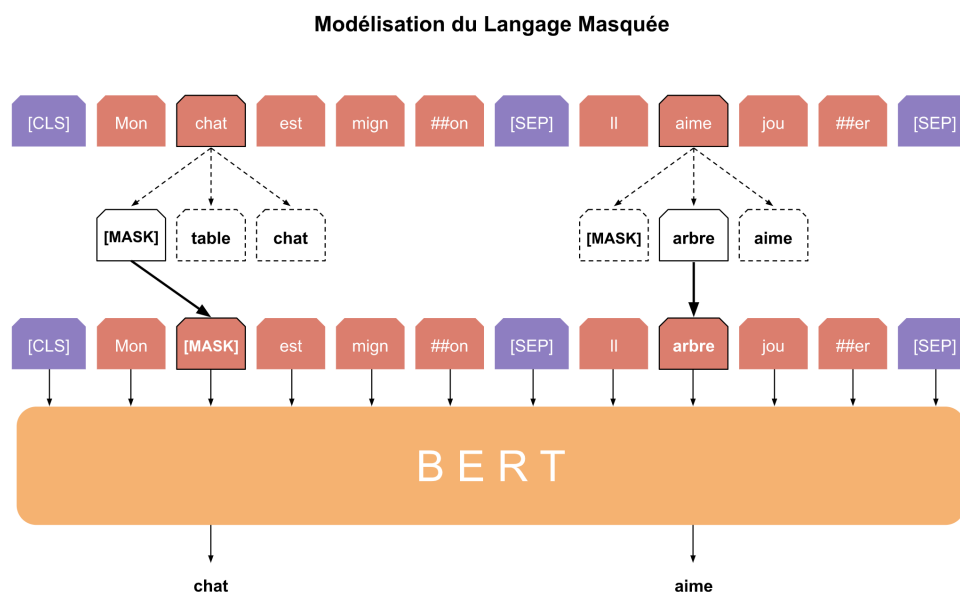 Modélisation du Langage Masquée
[CLS] Mon chat est mign ##on [SEP] Il aime jou ##er [SEP]
[MASK] table chat [MASK] arbre aime
[CLS] Mon [MASK] est mign ##on [SEP] Il arbre jou ##er [SEP]
BERT
chat aime